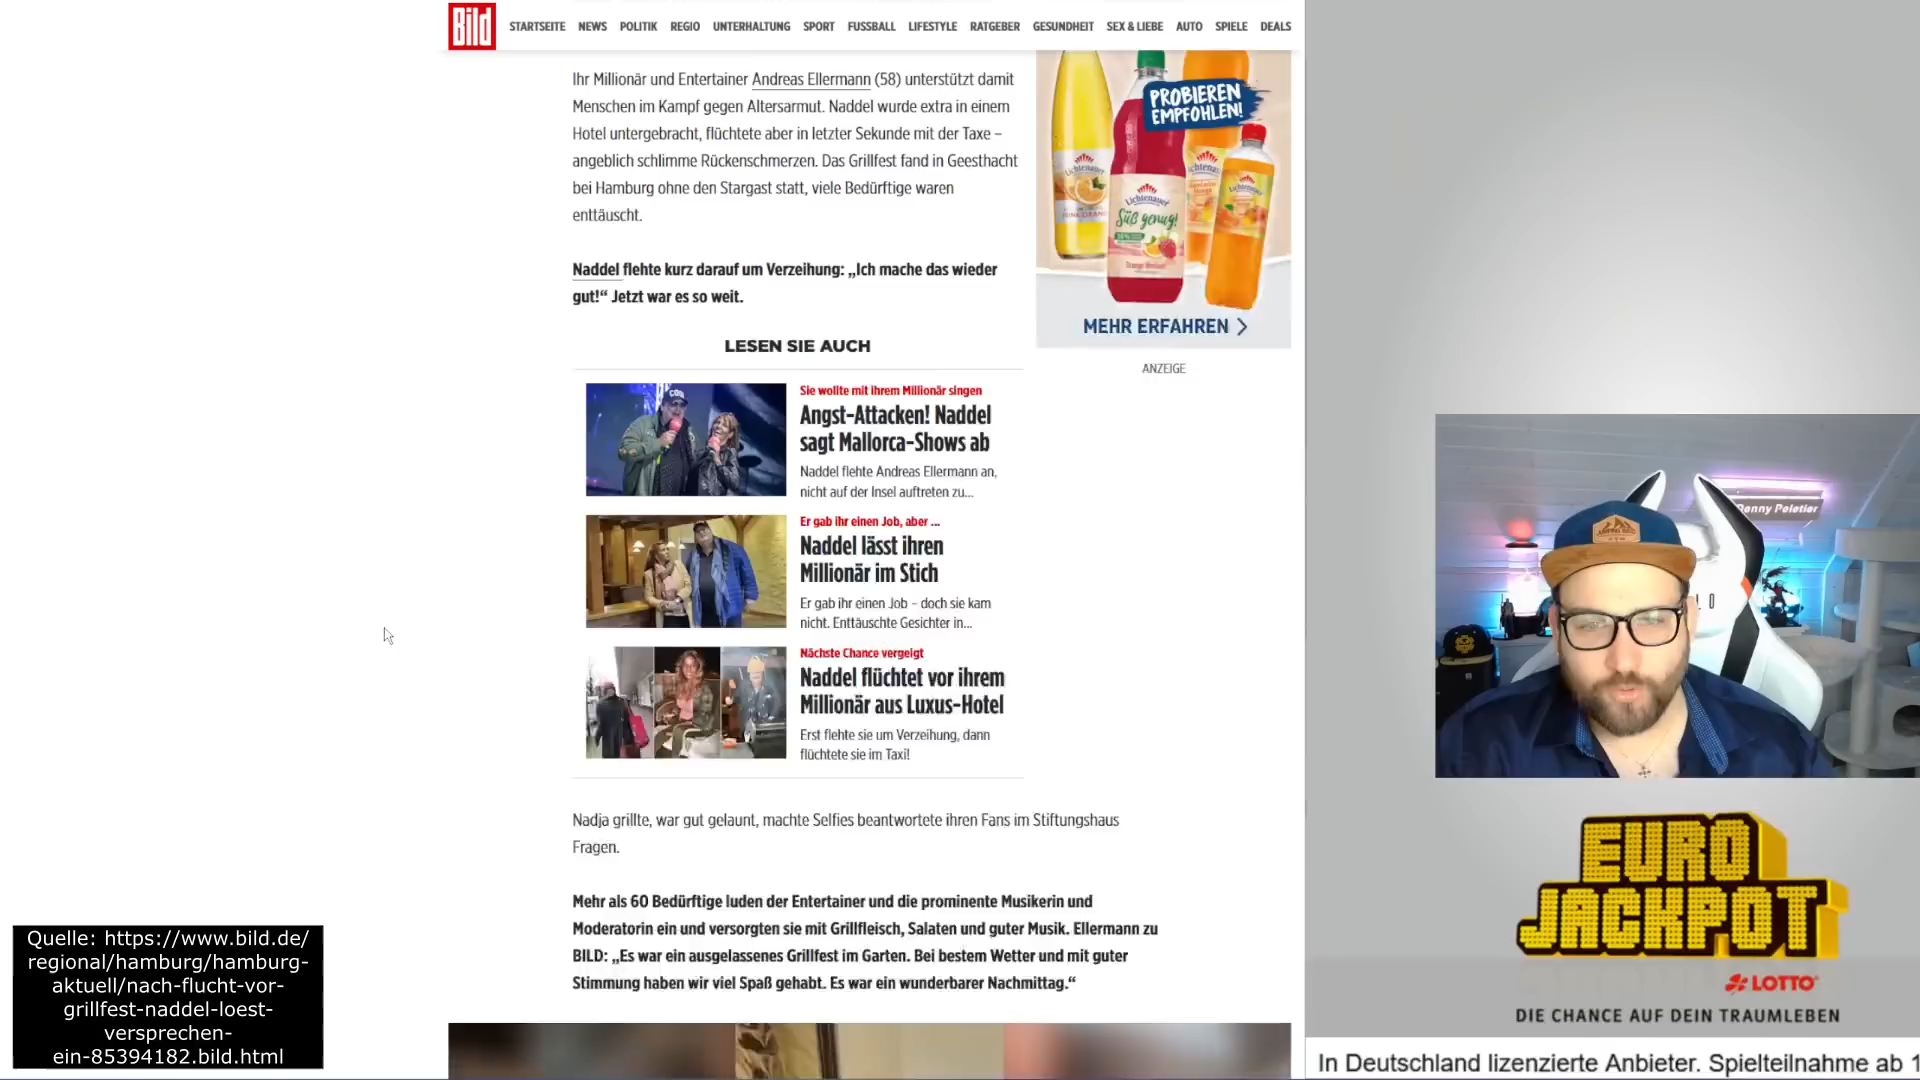 Bild
STARTSEITE NEWS POLITIK REGIO UNTERHALTUNG SPORT FUSSBALL LIFESTYLE RATGEBER GESUNDHEIT SEX & LIEBE AUTO SPIELE DEALS
Ihr Millionär und Entertainer Andreas Ellermann (58) unterstützt damit
Menschen im Kampf gegen Altersarmut. Naddel wurde extra in einem
Hotel untergebracht, flüchtete aber in letzter Sekunde mit der Taxe –
angeblich schlimme Rückenschmerzen. Das Grillfest fand in Geesthacht
bei Hamburg ohne den Stargast statt, viele Bedürftige waren
enttäuscht.
Naddel flehte kurz darauf um Verzeihung: „Ich mache das wieder
gut!“ Jetzt war es so weit.
LESEN SIE AUCH
Sie wollte mit ihrem Millionär singen
Angst-Attacken! Naddel
sagt Mallorca-Shows ab
Naddel flehte Andreas Ellermann an,
nicht auf der Insel auftreten zu...
Er gab ihr einen Job, aber ...
Naddel lässt ihren
Millionär im Stich
Er gab ihr einen Job – doch sie kam
nicht. Enttäuschte Gesichter in...
Nächste Chance vergeigt
Naddel flüchtet vor ihrem
Millionär aus Luxus-Hotel
Erst flehte sie um Verzeihung, dann
flüchtete sie im Taxi!
Nadja grillte, war gut gelaunt, machte Selfies beantwortete ihren Fans im Stiftungshaus
Fragen.
Mehr als 60 Bedürftige luden der Entertainer und die prominente Musikerin und
Moderatorin ein und versorgten sie mit Grillfleisch, Salaten und guter Musik. Ellermann zu
BILD: „Es war ein ausgelassenes Grillfest im Garten. Bei bestem Wetter und mit guter
Stimmung haben wir viel Spaß gehabt. Es war ein wunderbarer Nachmittag.“
PROBIEREN
EMPFOHLEN!
Lichtenauer
Lichtenauer
Süß genug!
Lichtenauer
MEHR ERFAHREN
ANZEIGE
Denny Peletier
EURO
JACKPOT
LOTTO
DIE CHANCE AUF DEIN TRAUMLEBEN
In Deutschland lizenzierte Anbieter. Spielteilnahme ab 1
Quelle: https://www.bild.de/
regional/hamburg/hamburg-
aktuell/nach-flucht-vor-
grillfest-naddel-loest-
versprechen-
ein-85394182.bild.html